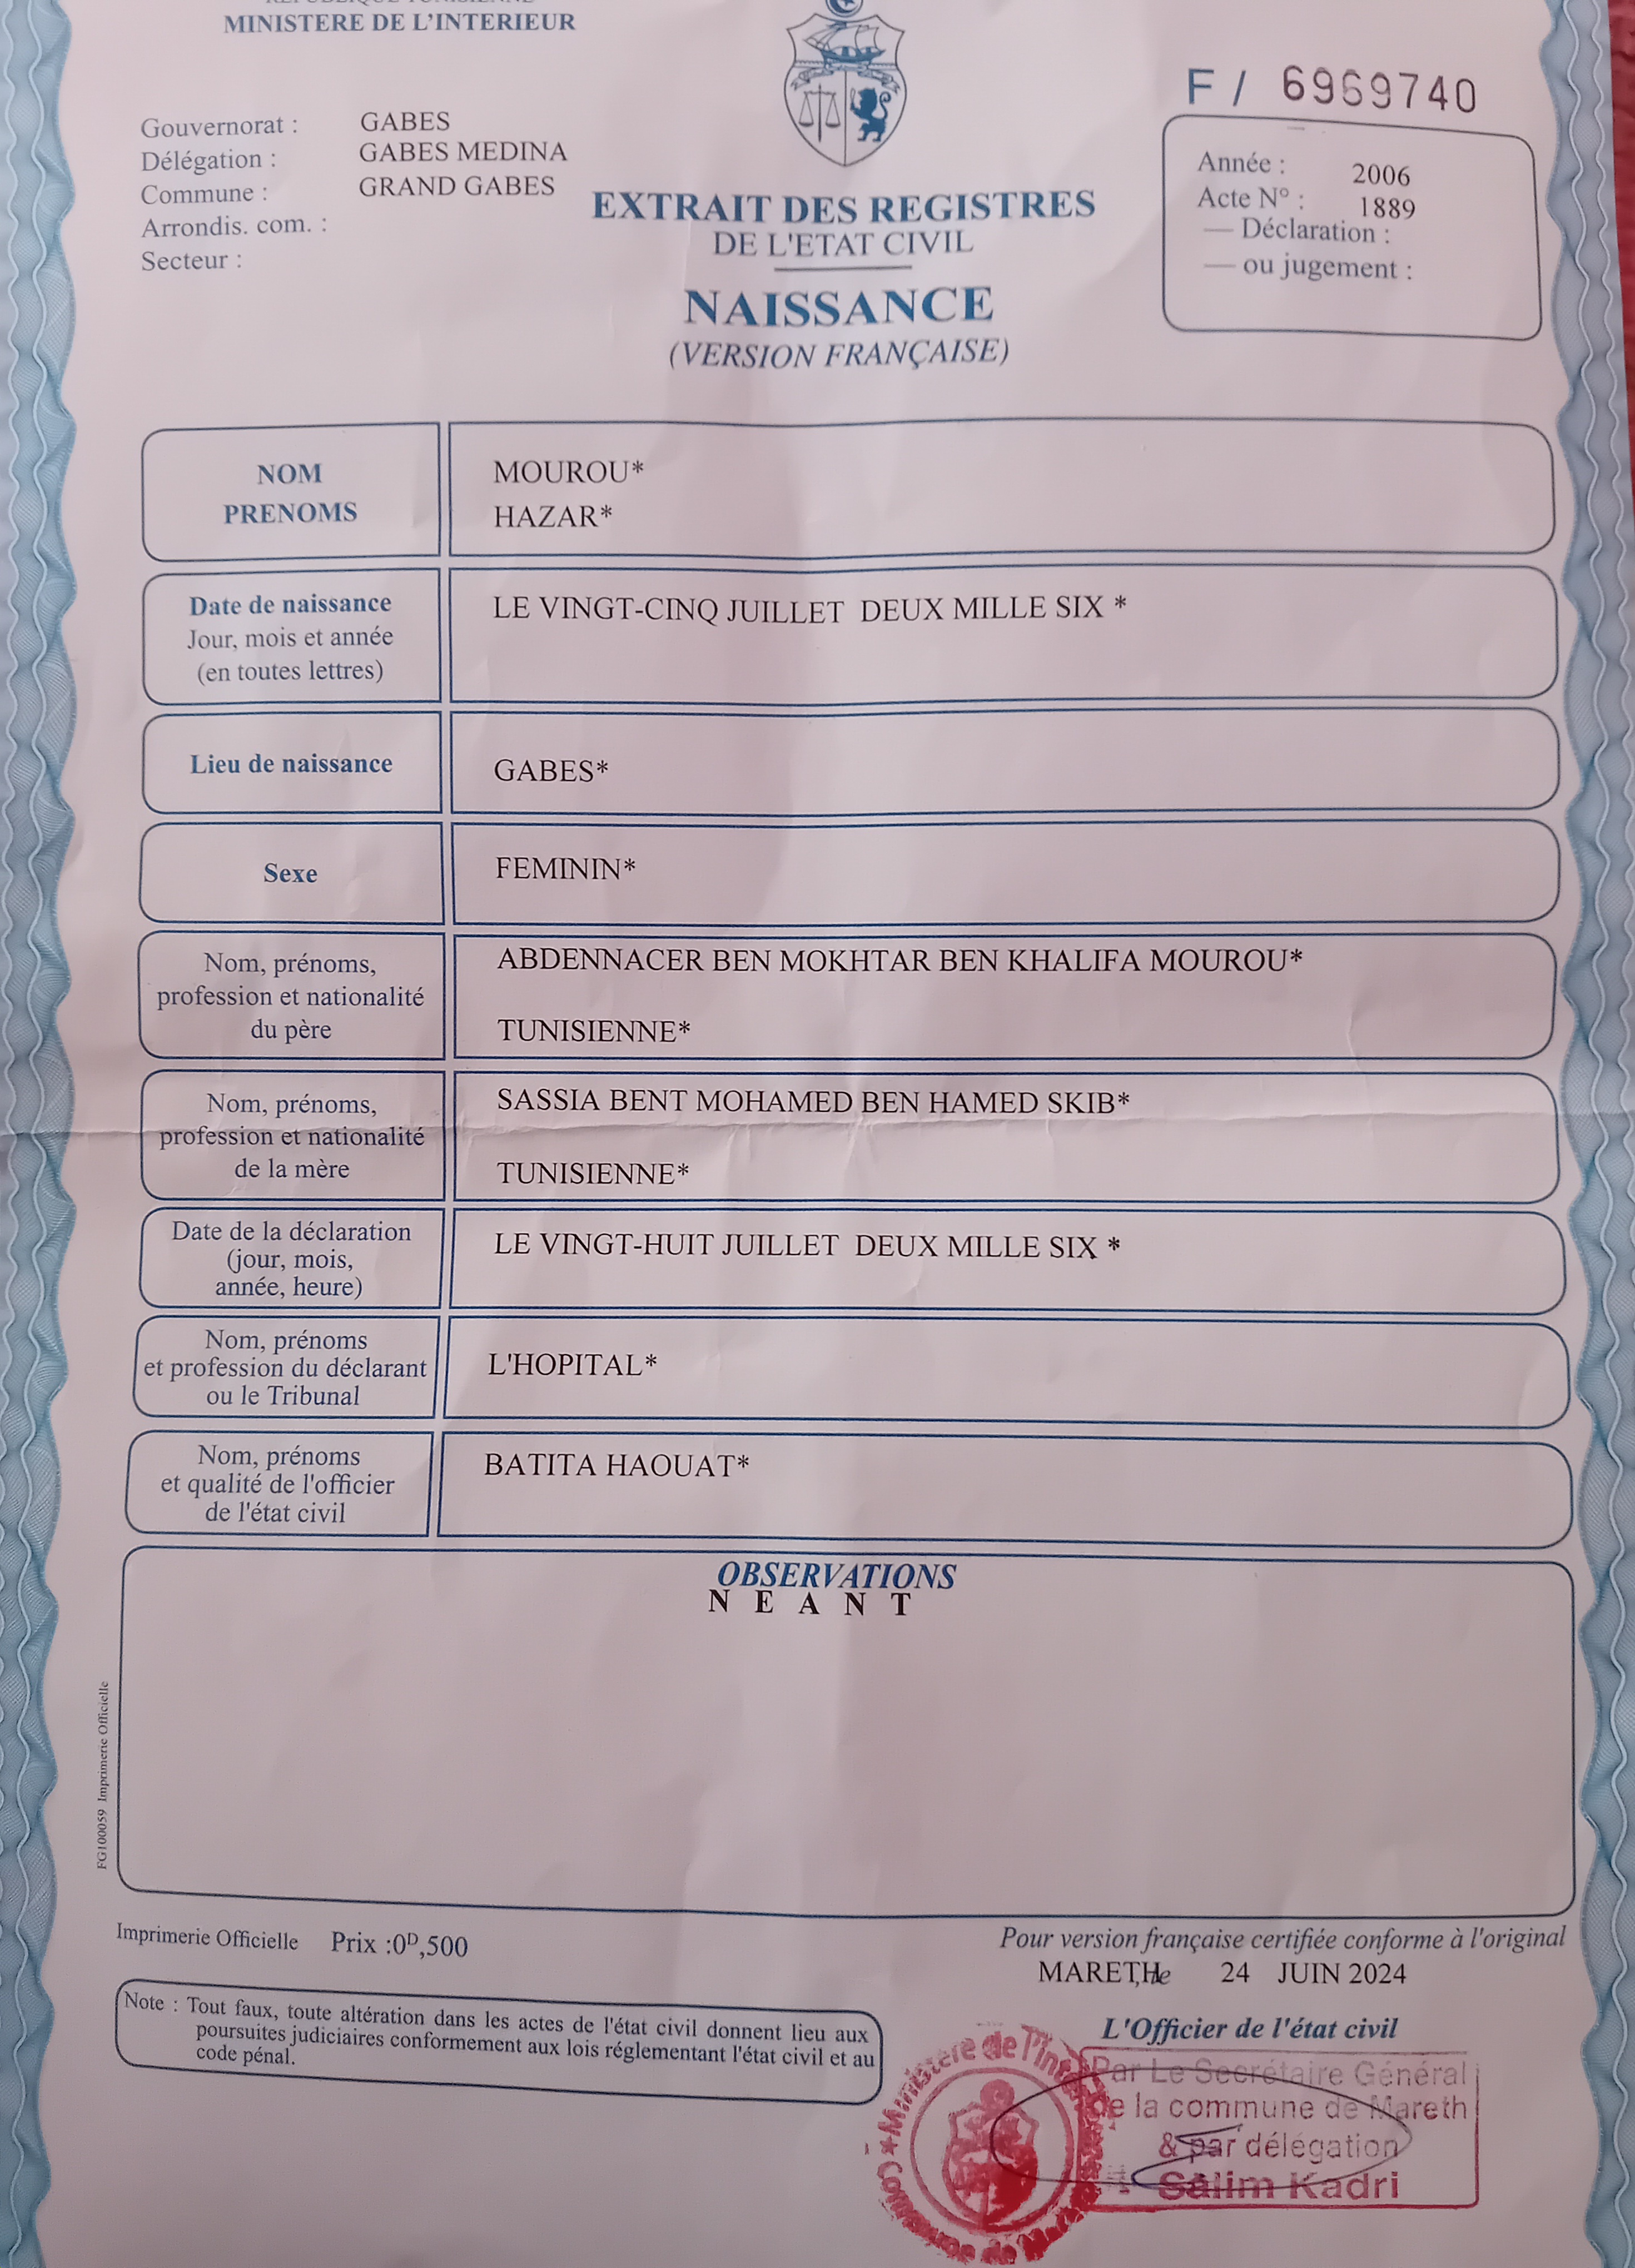 MINISTERE DE L'INTERIEUR
F / 6969740
Gouvernorat : GABES
Délégation : GABES MEDINA
Commune : GRAND GABES
Arrondis. com. :
Secteur :
Année : 2006
Acte N° : 1889
— Déclaration :
— ou jugement :
EXTRAIT DES REGISTRES
DE L'ETAT CIVIL
NAISSANCE
(VERSION FRANÇAISE)
NOM MOUROU*
PRENOMS HAZAR*
Date de naissance LE VINGT-CINQ JUILLET DEUX MILLE SIX *
Jour, mois et année
(en toutes lettres)
Lieu de naissance GABES*
Sexe FEMININ*
Nom, prénoms, ABDENNACER BEN MOKHTAR BEN KHALIFA MOUROU*
profession et nationalité
du père TUNISIENNE*
Nom, prénoms, SASSIA BENT MOHAMED BEN HAMED SKIB*
profession et nationalité
de la mère TUNISIENNE*
Date de la déclaration LE VINGT-HUIT JUILLET DEUX MILLE SIX *
(jour, mois,
année, heure)
Nom, prénoms
et profession du déclarant L'HOPITAL*
ou le Tribunal
Nom, prénoms BATITA HAOUAT*
et qualité de l'officier
de l'état civil
OBSERVATIONS
N E A N T
FG100059 Imprimerie Officielle
Imprimerie Officielle Prix :0ᴰ,500
Pour version française certifiée conforme à l'original
MARETH, le 24 JUIN 2024
Note : Tout faux, toute altération dans les actes de l'état civil donnent lieu aux
poursuites judiciaires conformement aux lois réglementant l'état civil et au
code pénal.
L'Officier de l'état civil
Par Le Secrétaire Général
de la commune de Mareth
& par délégation
Salim Kadri
Ministère de l'Intérieur
Commune de Mareth